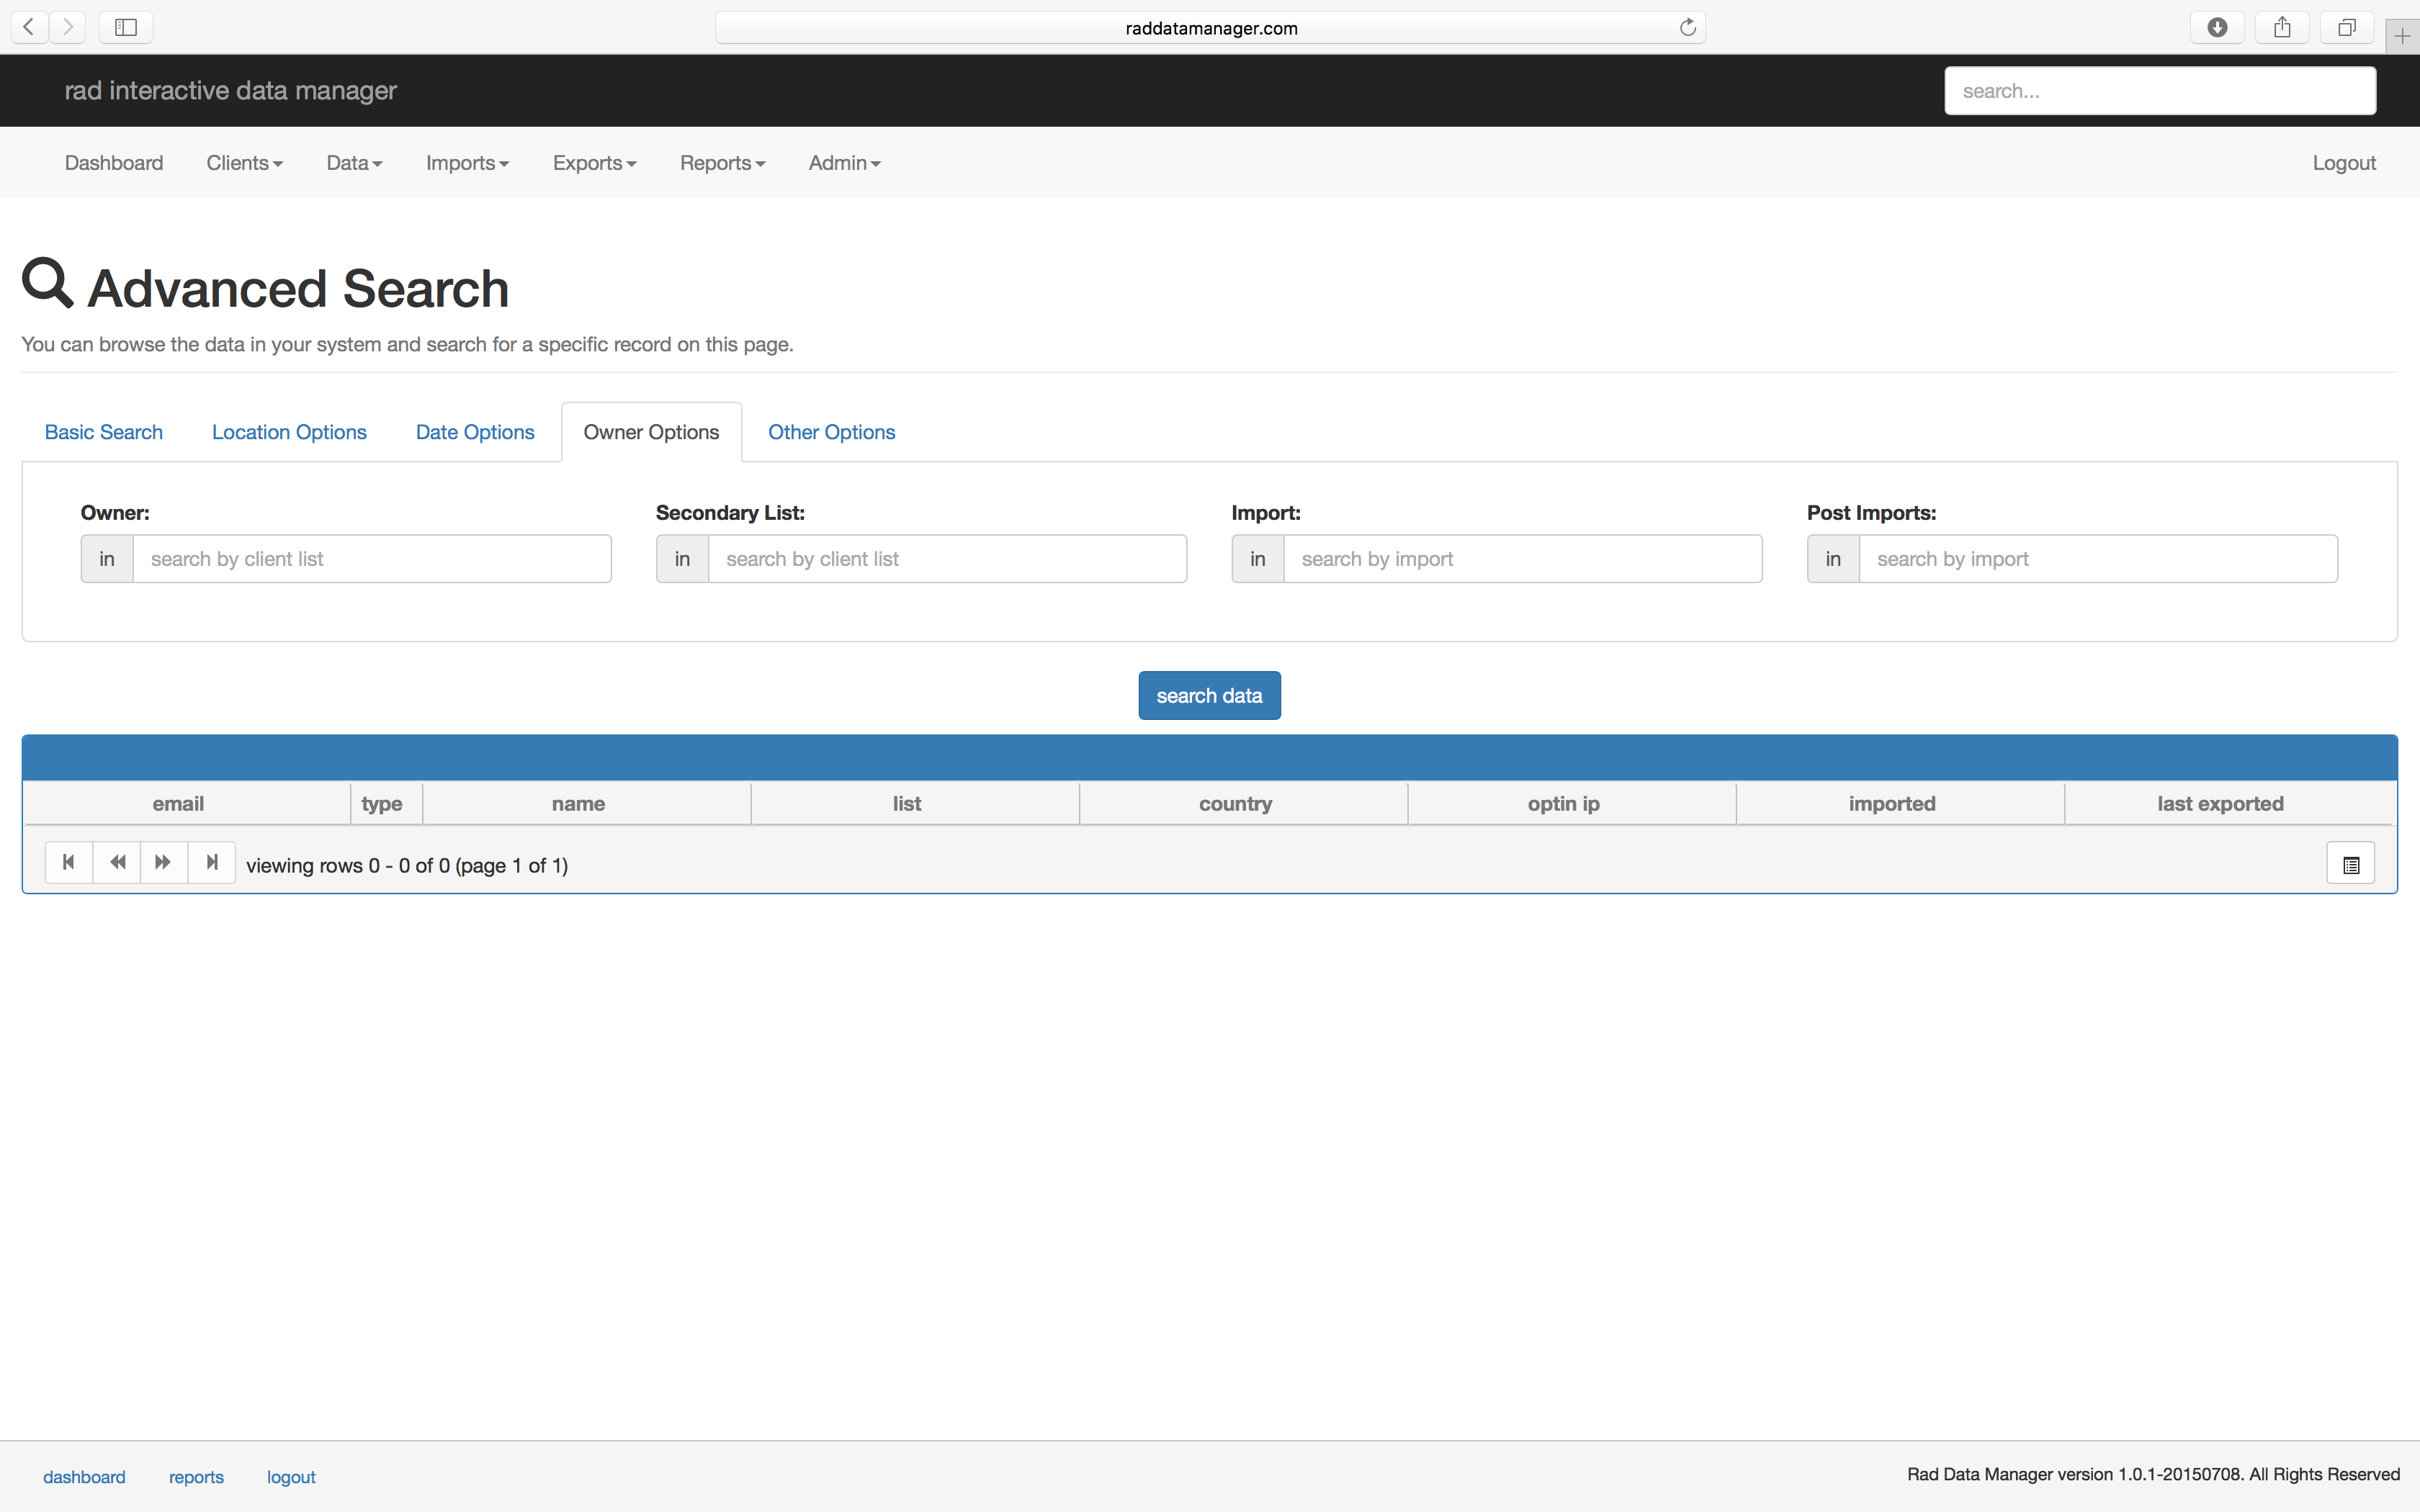 raddatamanager.com
rad interactive data manager
search...
Dashboard Clients Data Imports Exports Reports Admin Logout
Advanced Search
You can browse the data in your system and search for a specific record on this page.
Basic Search Location Options Date Options Owner Options Other Options
Owner: Secondary List: Import: Post Imports:
in search by client list in search by client list in search by import in search by import
search data
email type name list country optin ip imported last exported
viewing rows 0 - 0 of 0 (page 1 of 1)
dashboard reports logout
Rad Data Manager version 1.0.1-20150708. All Rights Reserved